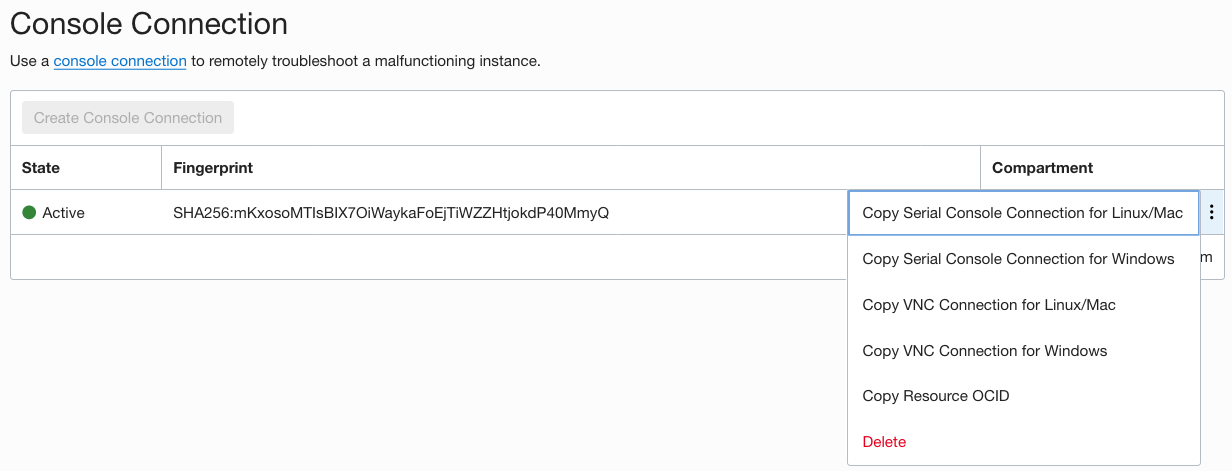 Console Connection
Use a console connection to remotely troubleshoot a malfunctioning instance.
Create Console Connection
State Fingerprint Compartment
Active SHA256:mKxosoMTlsBIX7OiWaykaFoEjTiWZZHtjokdP40MmyQ Copy Serial Console Connection for Linux/Mac
Copy Serial Console Connection for Windows
Copy VNC Connection for Linux/Mac
Copy VNC Connection for Windows
Copy Resource OCID
Delete